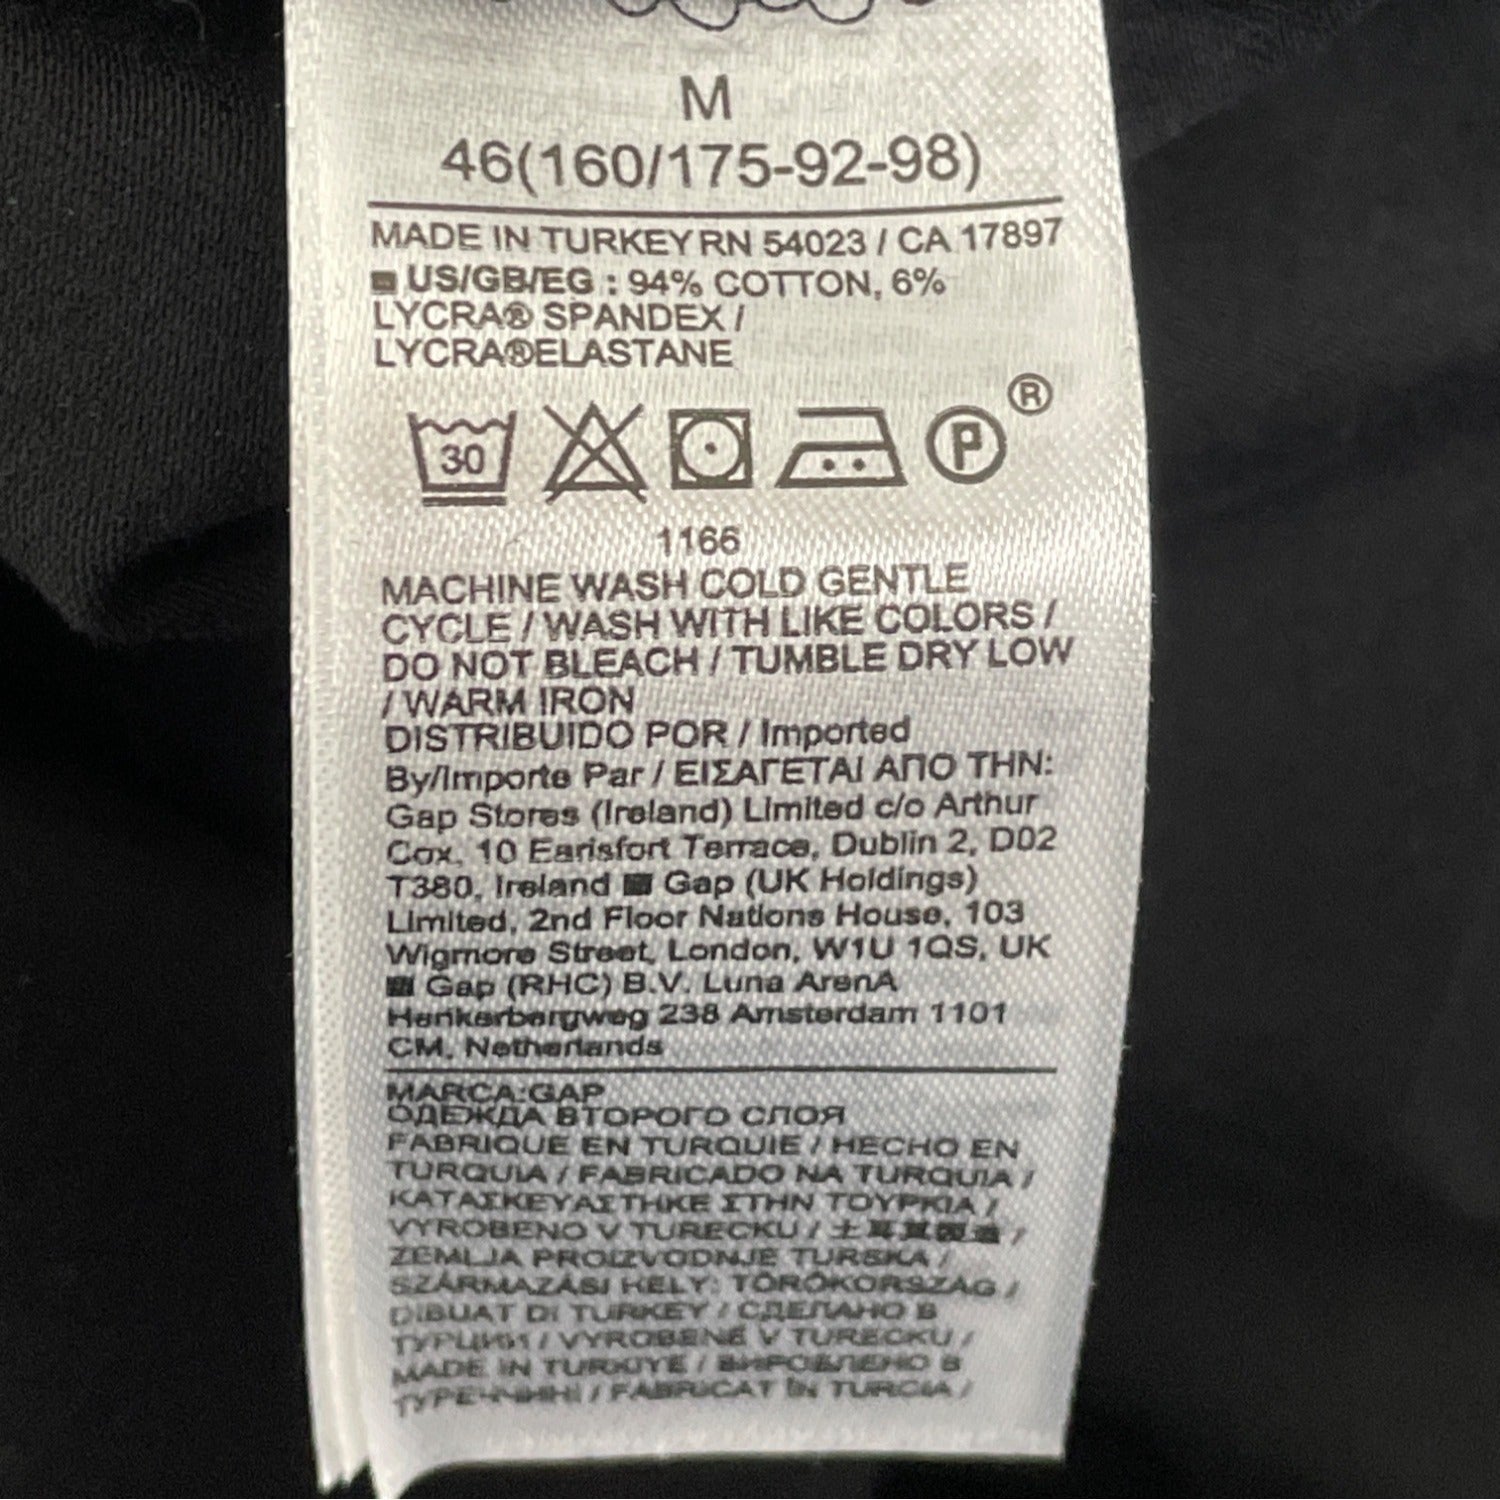 M
46(160/175-92-98)
MADE IN TURKEY RN 54023 / CA 17897
US/GB/EG : 94% COTTON, 6%
LYCRA® SPANDEX /
LYCRA®ELASTANE
30
P
®
1166
MACHINE WASH COLD GENTLE
CYCLE / WASH WITH LIKE COLORS /
DO NOT BLEACH / TUMBLE DRY LOW
/ WARM IRON
DISTRIBUIDO POR / Imported
By/Importe Par / ΕΙΣΑΓΕΤΑΙ ΑΠΟ ΤΗΝ:
Gap Stores (Ireland) Limited c/o Arthur
Cox, 10 Earlsfort Terrace, Dublin 2, D02
T380, Ireland Gap (UK Holdings)
Limited, 2nd Floor Nations House, 103
Wigmore Street, London, W1U 1QS, UK
Gap (RHC) B.V. Luna ArenA
Herikerbergweg 238 Amsterdam 1101
CM, Netherlands
MARCA:GAP
ОДЕЖДА ВТОРОГО СЛОЯ
FABRIQUE EN TURQUIE / HECHO EN
TURQUIA / FABRICADO NA TURQUIA /
ΚΑΤΑΣΚΕΥΑΣΤΗΚΕ ΣΤΗΝ ΤΟΥΡΚΙΑ /
VYROBENO V TURECKU / 土耳其製造 /
ZEMLJA PROIZVODNJE TURSKA /
SZÁRMAZÁSI HELY: TÖRÖKORSZÁG /
DIBUAT DI TURKEY / СДЕЛАНО В
ТУРЦИИ / VYROBENÉ V TURECKU /
MADE IN TURKIYE / ВИРОБЛЕНО В
ТУРЕЧЧИНІ / FABRICAT ÎN TURCIA /